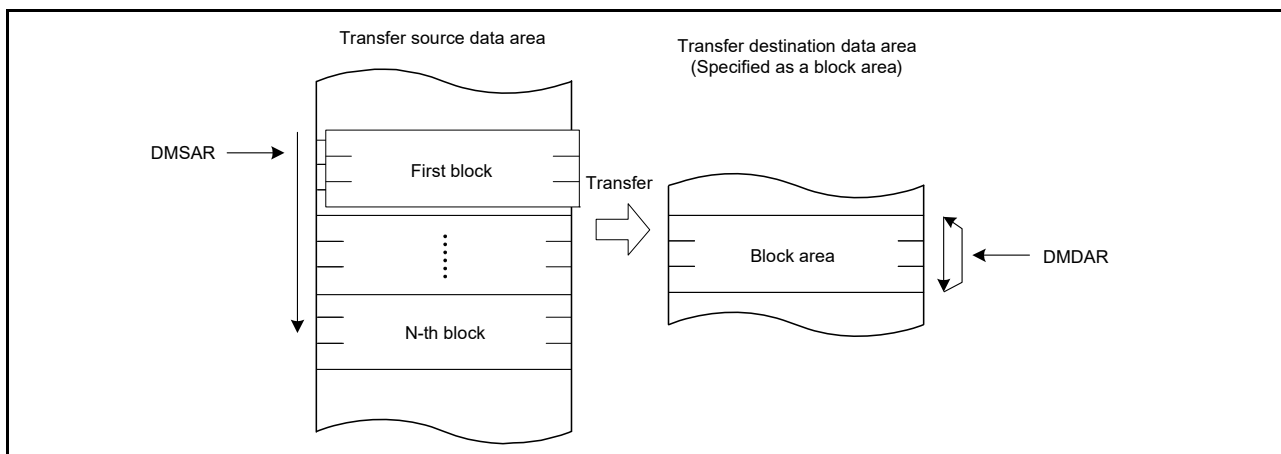 Transfer source data area
Transfer destination data area
(Specified as a block area)
DMSAR
First block
Transfer
Block area
DMDAR
N-th block